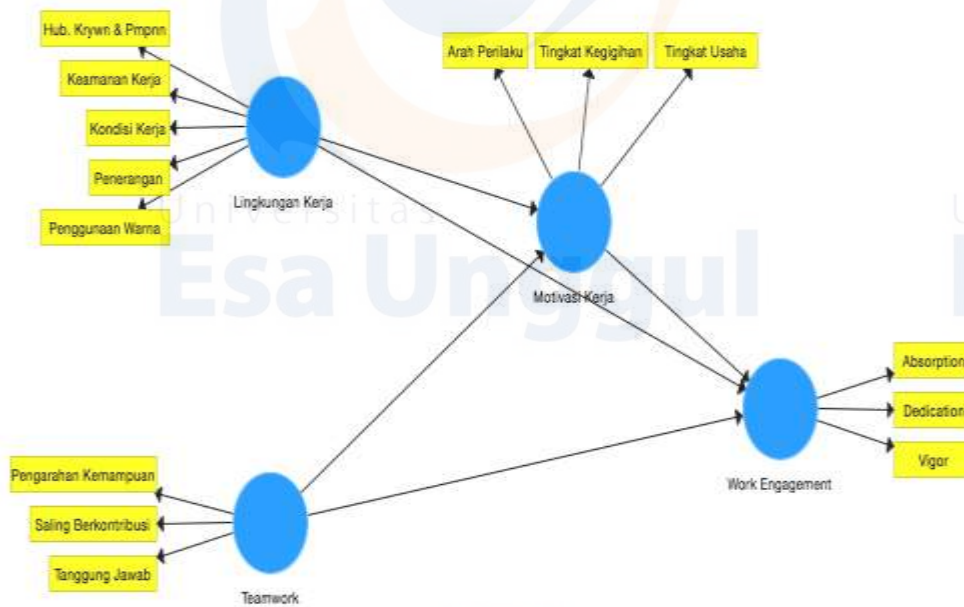 Hub. Krywn & Pmpnn
Keamanan Kerja
Kondisi Kerja
Penerangan
Penggunaan Warna
Lingkungan Kerja
Arah Perilaku
Tingkat Kegigihan
Tingkat Usaha
Motivasi Kerja
Universitas
Esa Unggul
Absorption
Dedication
Vigor
Work Engagement
Pengarahan Kemampuan
Saling Berkontribusi
Tanggung Jawab
Teamwork